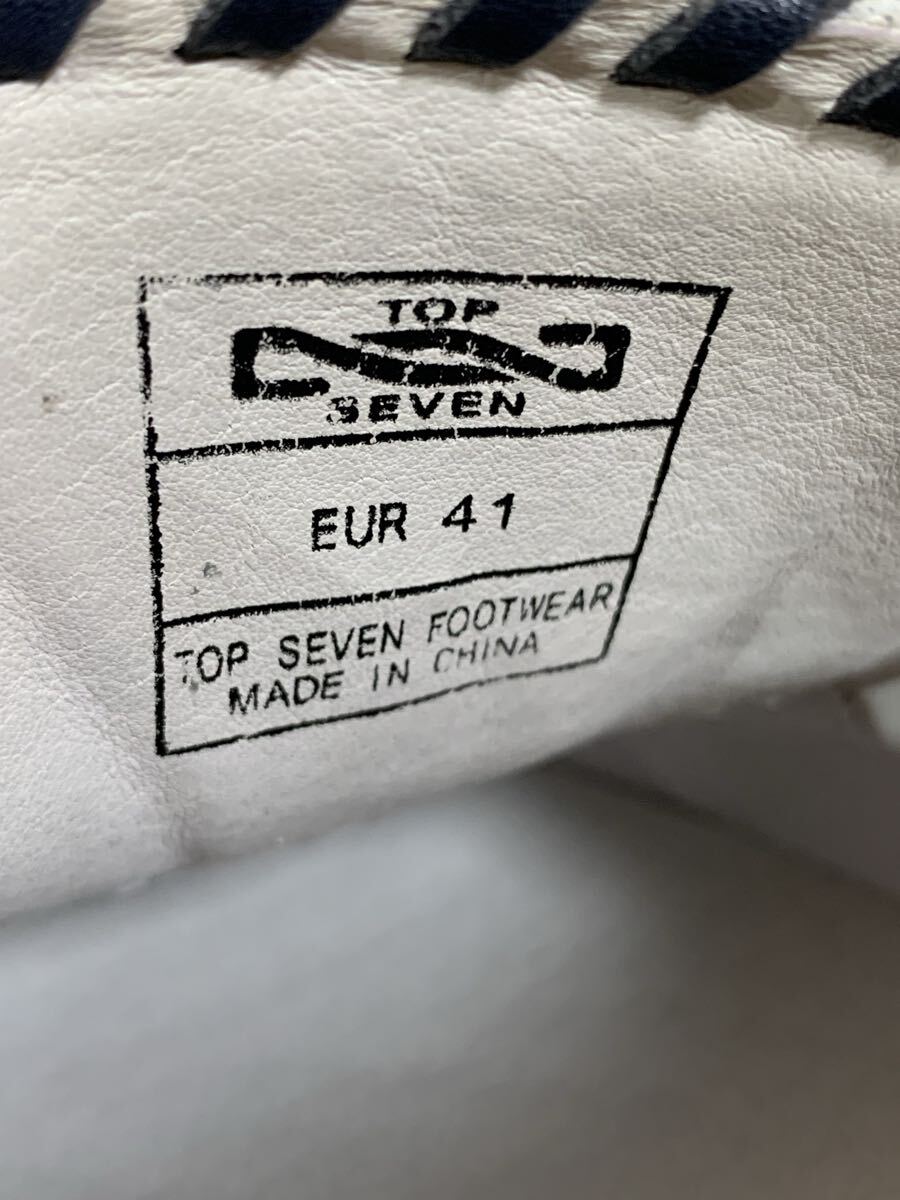 TOP
SEVEN
EUR 41
TOP SEVEN FOOTWEAR
MADE IN CHINA